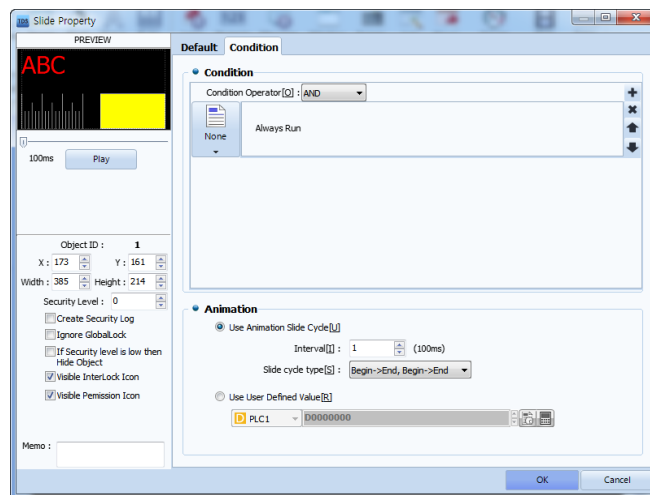 Slide Property
PREVIEW
ABC
100ms
Play
Object ID : 1
X : 173 Y : 161
Width : 385 Height : 214
Security Level : 0
Create Security Log
Ignore GlobalLock
If Security level is low then
Hide Object
Visible InterLock Icon
Visible Pemission Icon
Memo :
Default Condition
Condition
Condition Operator[O] : AND
None
Always Run
Animation
Use Animation Slide Cycle[U]
Interval[I] : 1 (100ms)
Slide cycle type[S] : Begin->End, Begin->End
Use User Defined Value[R]
D PLC1 D0000000
OK Cancel